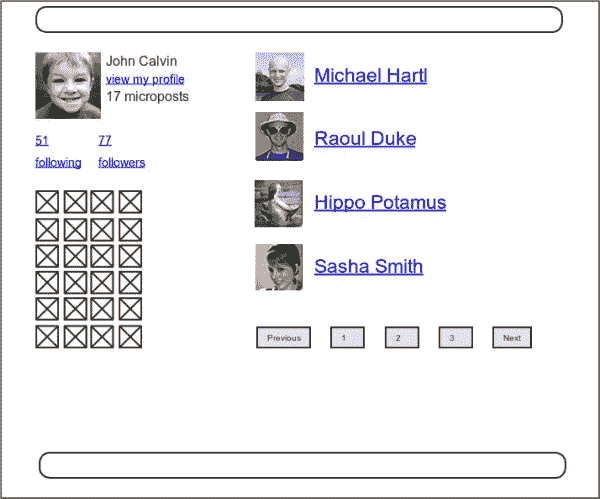 John Calvin
view my profile
17 microposts
51 77
following followers
Michael Hartl
Raoul Duke
Hippo Potamus
Sasha Smith
Previous 1 2 3 Next